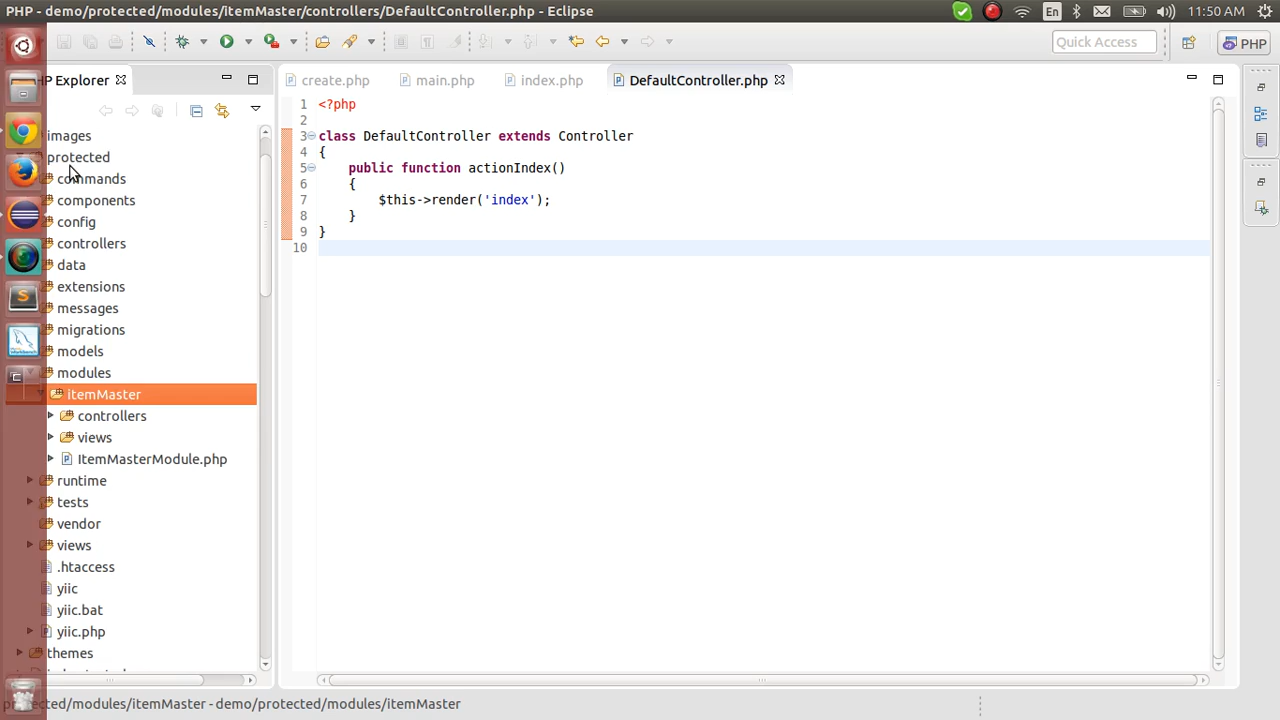 PHP - demo/protected/modules/itemMaster/controllers/DefaultController.php - Eclipse
En
11:50 AM
Quick Access
PHP
IP Explorer
create.php
main.php
index.php
DefaultController.php
images
protected
commands
components
config
controllers
data
extensions
messages
migrations
models
modules
itemMaster
controllers
views
ItemMasterModule.php
runtime
tests
vendor
views
.htaccess
yiic
yiic.bat
yiic.php
themes
1 <?php
2
3 class DefaultController extends Controller
4 {
5 public function actionIndex()
6 {
7 $this->render('index');
8 }
9 }
10
protected/modules/itemMaster - demo/protected/modules/itemMaster